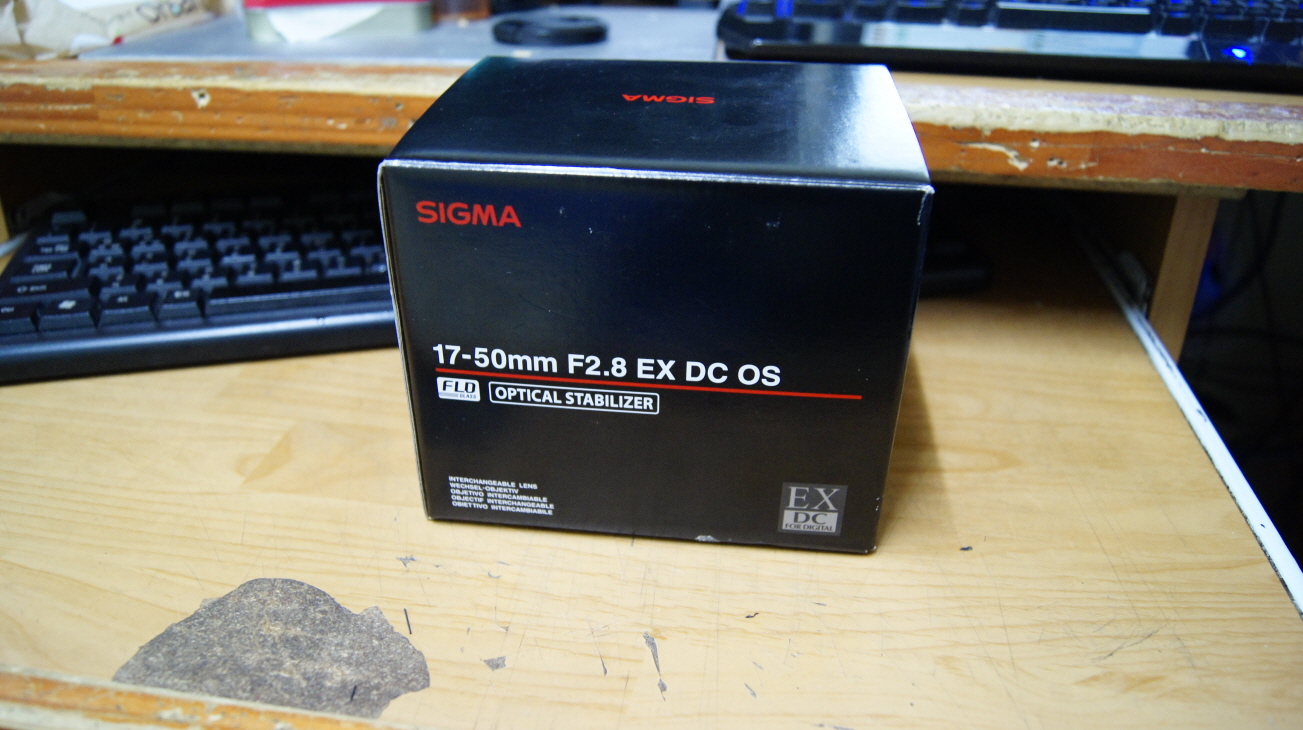 SIGMA
SIGMA
17-50mm F2.8 EX DC OS
FLD
GLASS
OPTICAL STABILIZER
INTERCHANGEABLE LENS
WECHSEL-OBJEKTIV
OBJETIVO INTERCAMBIABLE
OBJECTIF INTERCHANGEABLE
OBIETTIVO INTERCAMBIABILE
EX
DC
FOR DIGITAL